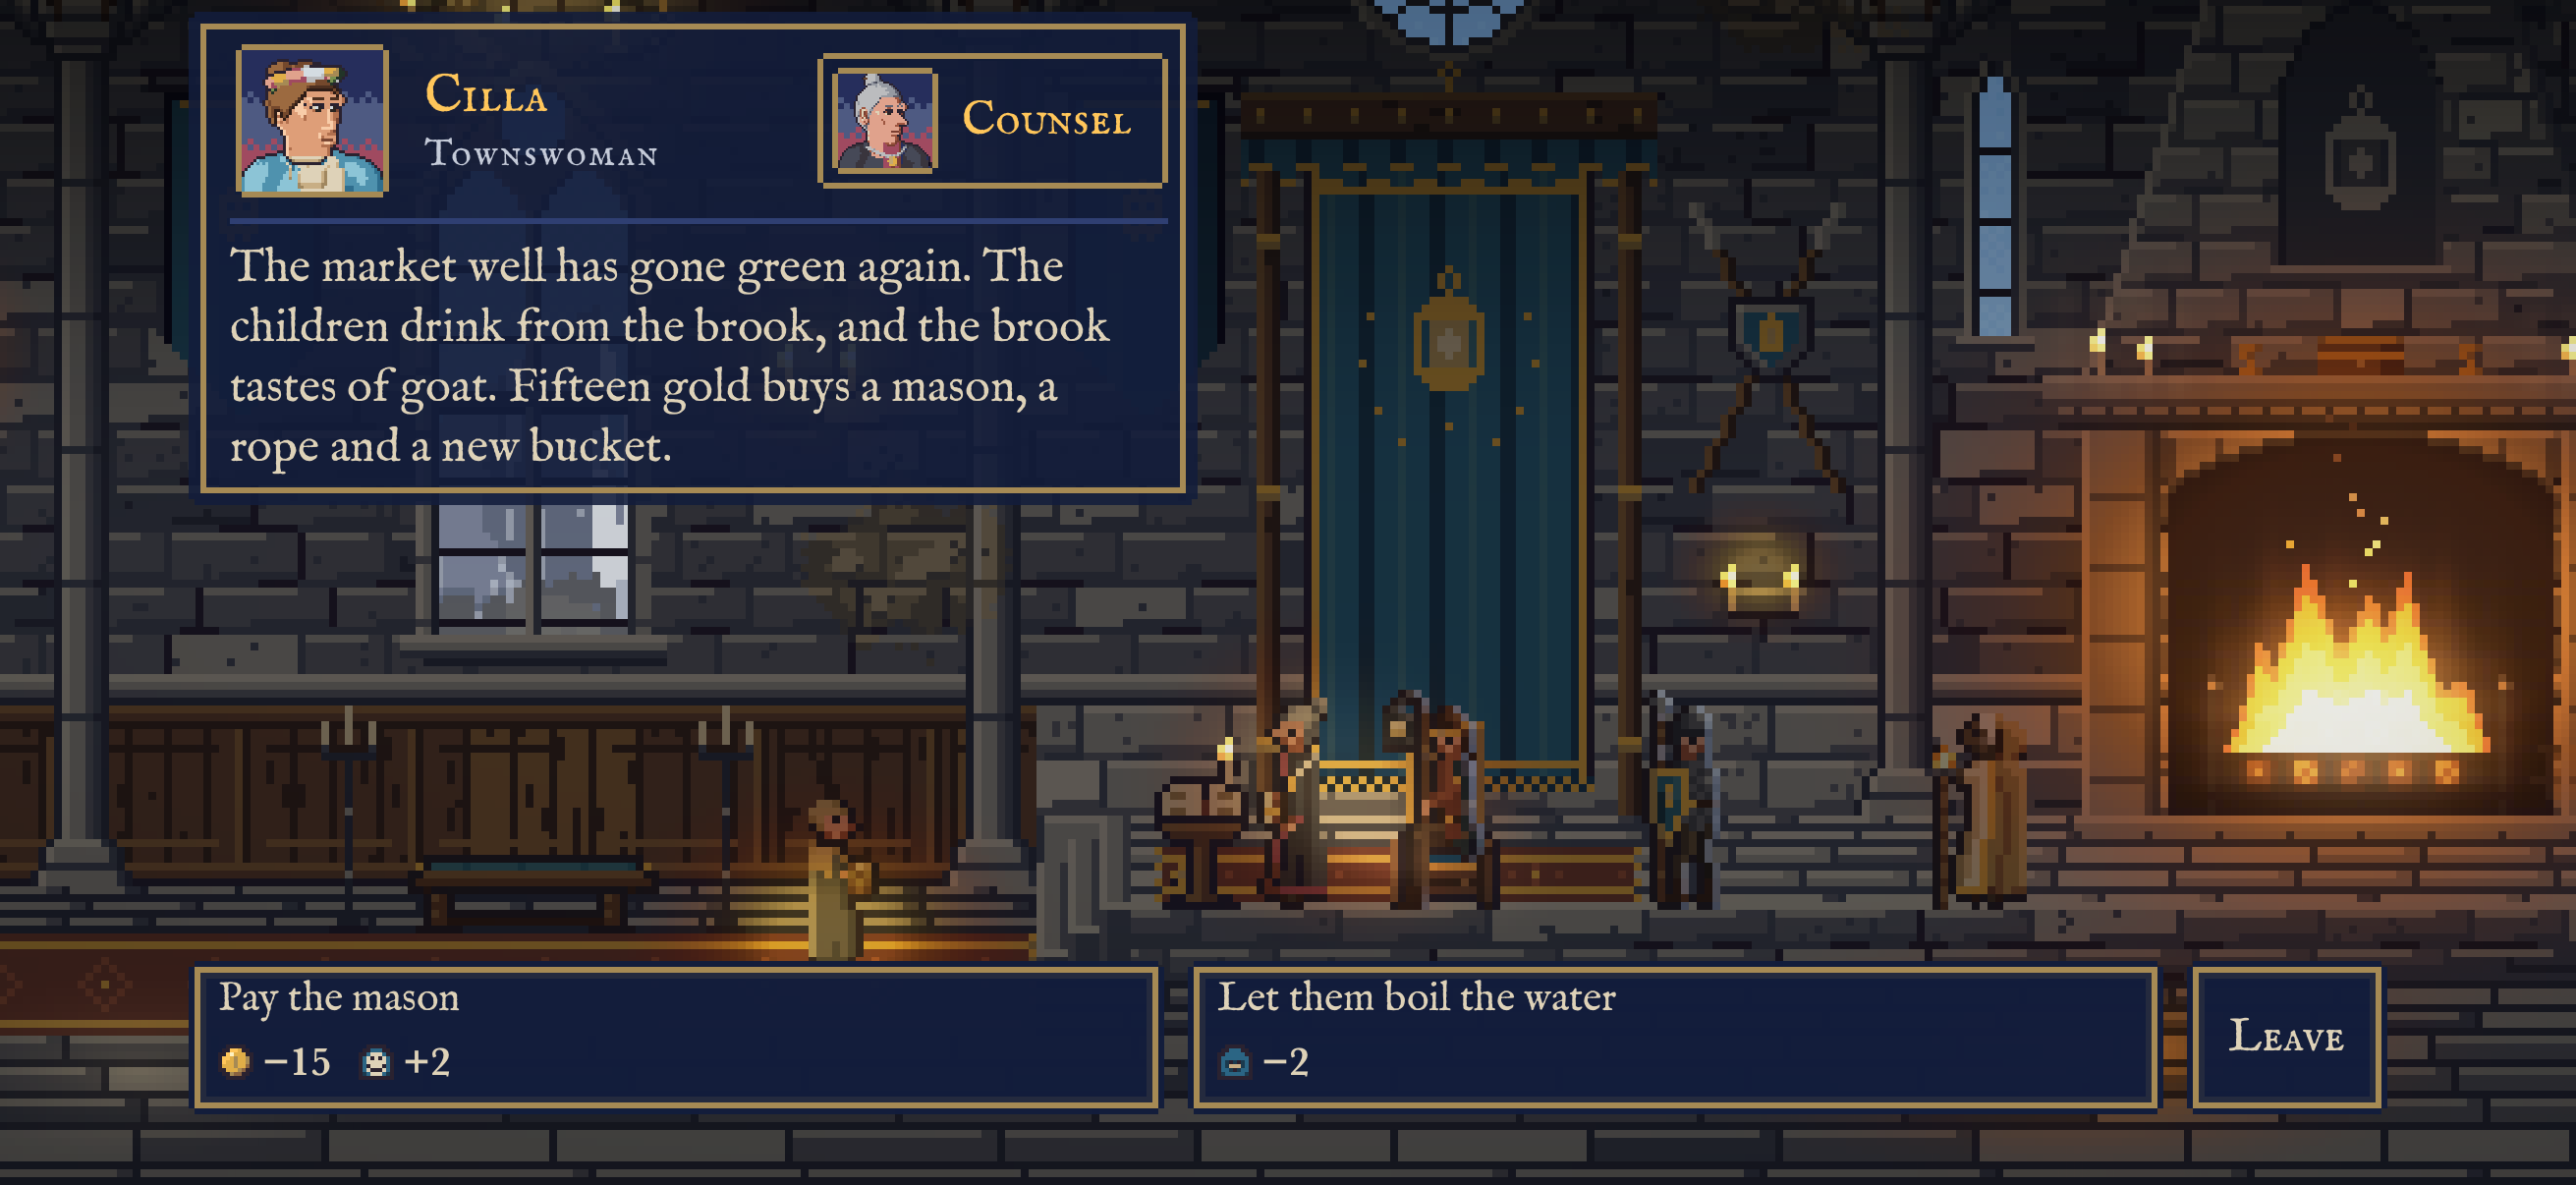 Cilla
Townswoman
Counsel
The market well has gone green again. The
children drink from the brook, and the brook
tastes of goat. Fifteen gold buys a mason, a
rope and a new bucket.
Pay the mason
−15 +2
Let them boil the water
−2
Leave